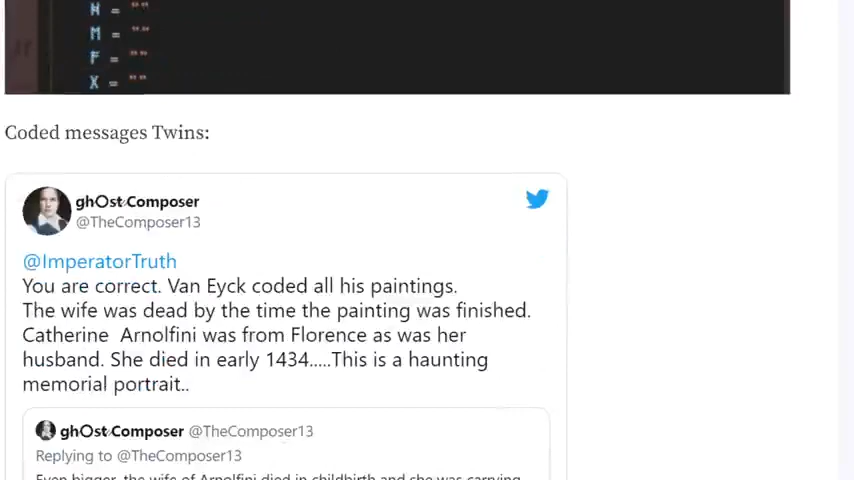 H = ""
M = ""
F = ""
X = ""
Coded messages Twins:
ghOst Composer
@TheComposer13
@ImperatorTruth
You are correct. Van Eyck coded all his paintings.
The wife was dead by the time the painting was finished.
Catherine Arnolfini was from Florence as was her
husband. She died in early 1434.....This is a haunting
memorial portrait..
ghOst Composer @TheComposer13
Replying to @TheComposer13
Even bigger, the wife of Arnolfini died in childbirth and she was carrying